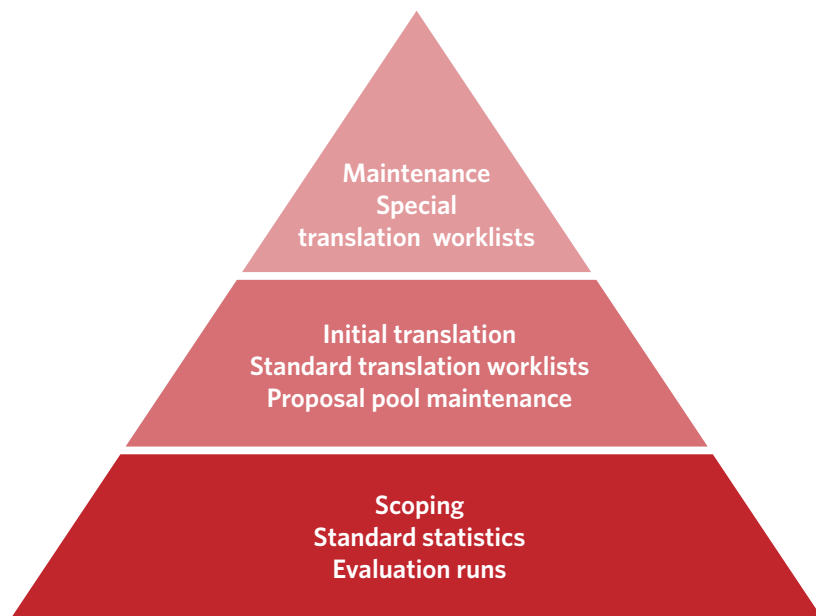 Maintenance
Special
translation worklists
Initial translation
Standard translation worklists
Proposal pool maintenance
Scoping
Standard statistics
Evaluation runs